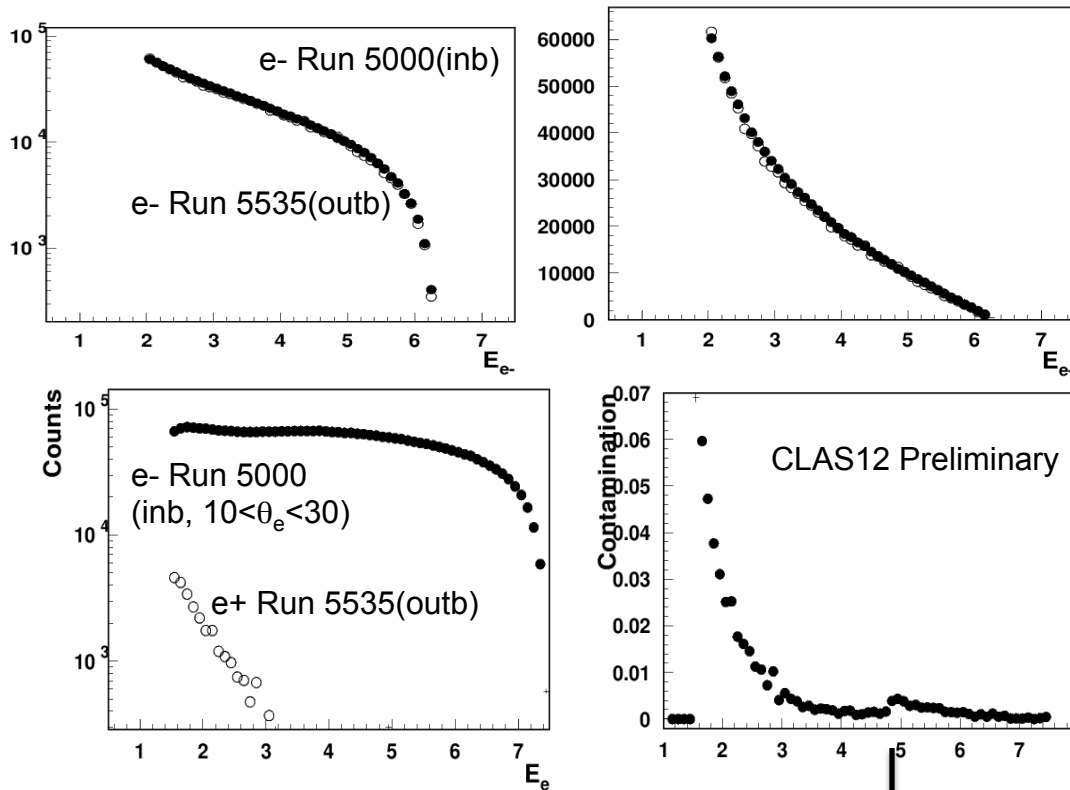 10^5
e- Run 5000(inb)
10^4
e- Run 5535(outb)
10^3
1 2 3 4 5 6 7
E_e-
60000
50000
40000
30000
20000
10000
0
1 2 3 4 5 6 7
E_e-
Counts
10^5
e- Run 5000
(inb, 10<θ_e<30)
10^4
e+ Run 5535(outb)
10^3
1 2 3 4 5 6 7
E_e
Contamination
0.07
CLAS12 Preliminary
0.06
0.05
0.04
0.03
0.02
0.01
0
1 2 3 4 5 6 7